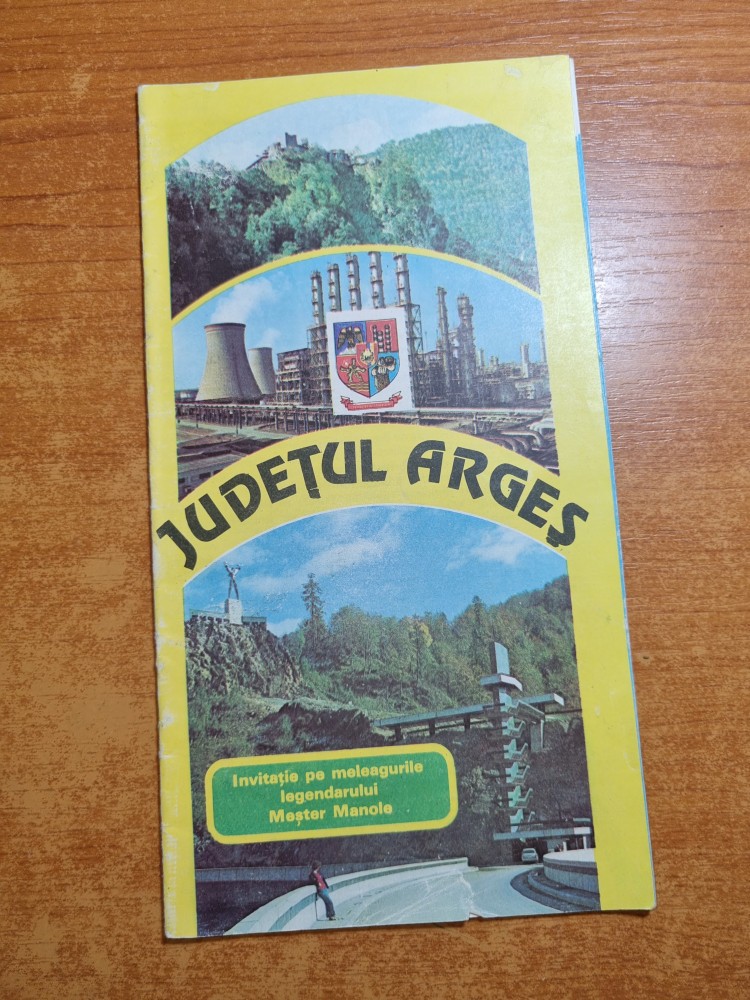 JUDEȚUL ARGEȘ
Invitație pe meleagurile
legendarului
Meșter Manole